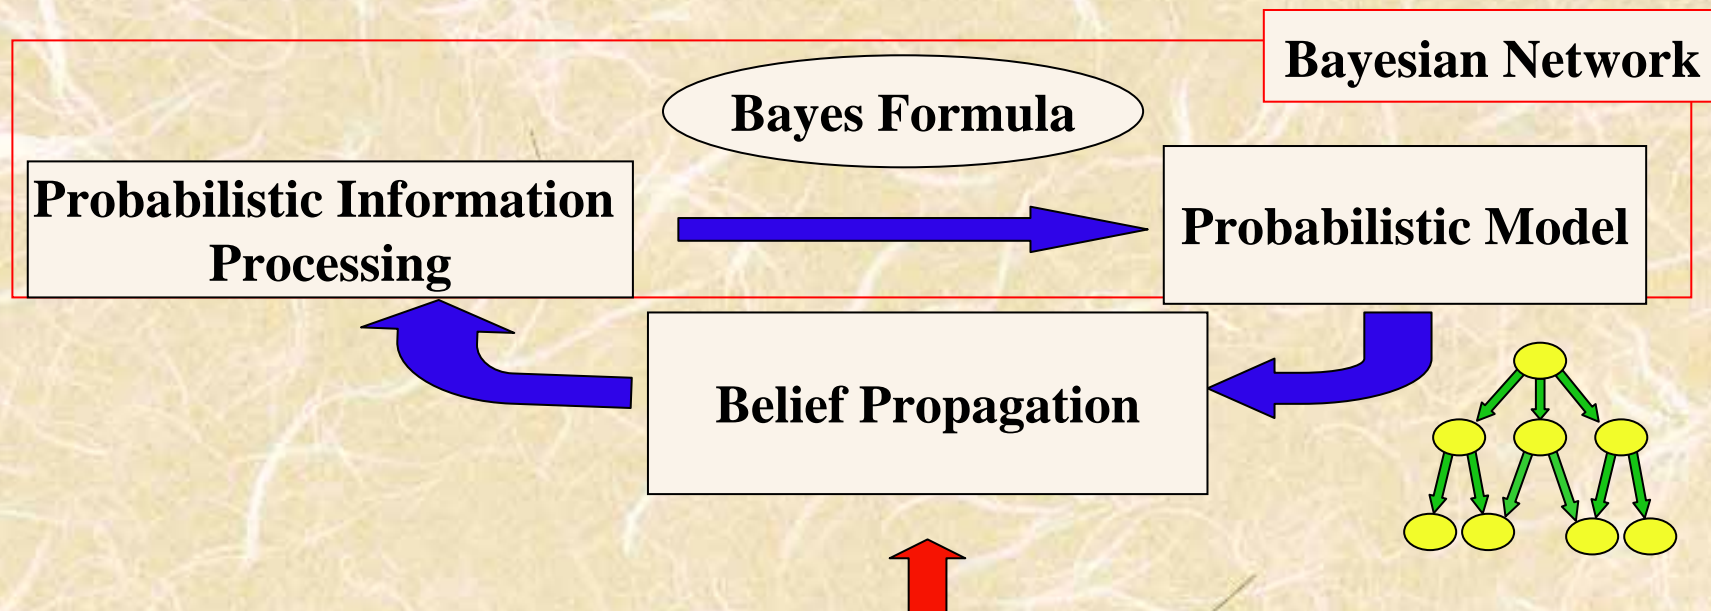 Bayesian Network
Bayes Formula
Probabilistic Information
Processing
Probabilistic Model
Belief Propagation